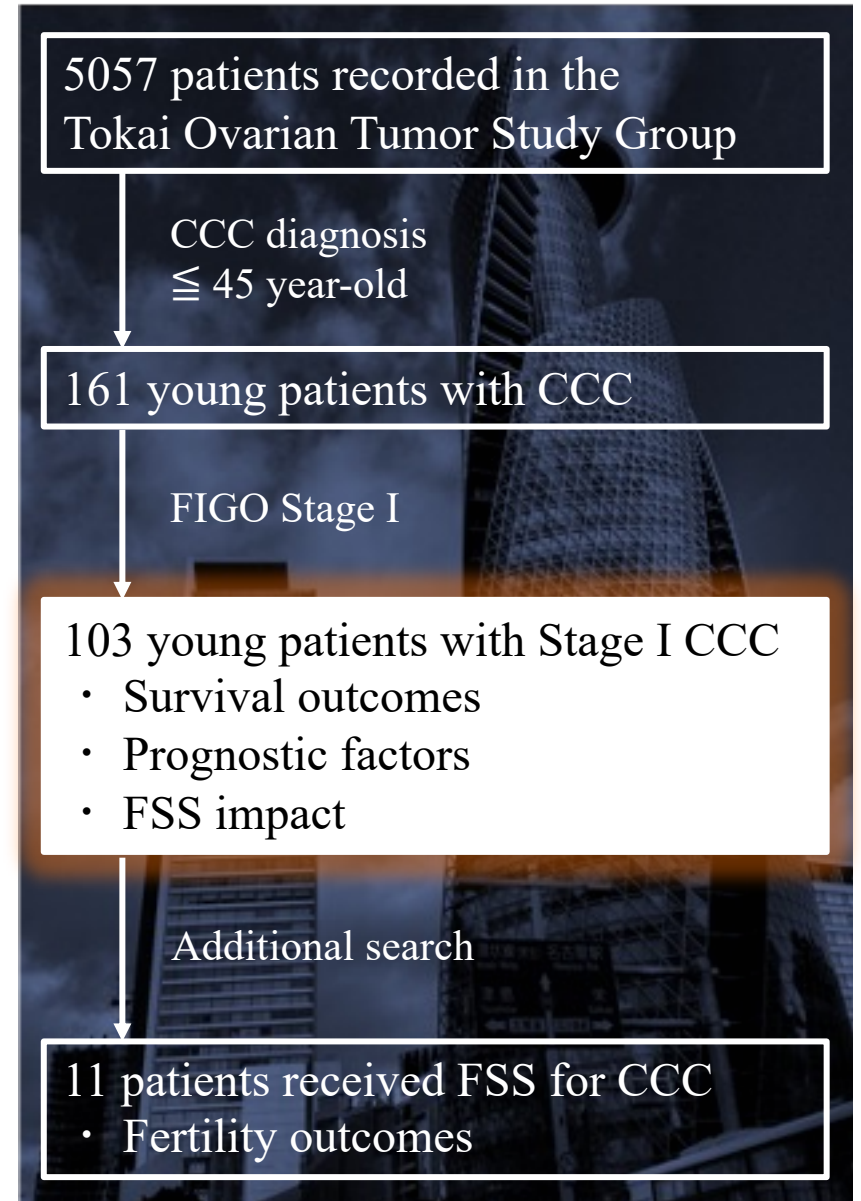 5057 patients recorded in the
Tokai Ovarian Tumor Study Group
CCC diagnosis
≦ 45 year-old
161 young patients with CCC
FIGO Stage I
103 young patients with Stage I CCC
・ Survival outcomes
・ Prognostic factors
・ FSS impact
Additional search
11 patients received FSS for CCC
・ Fertility outcomes